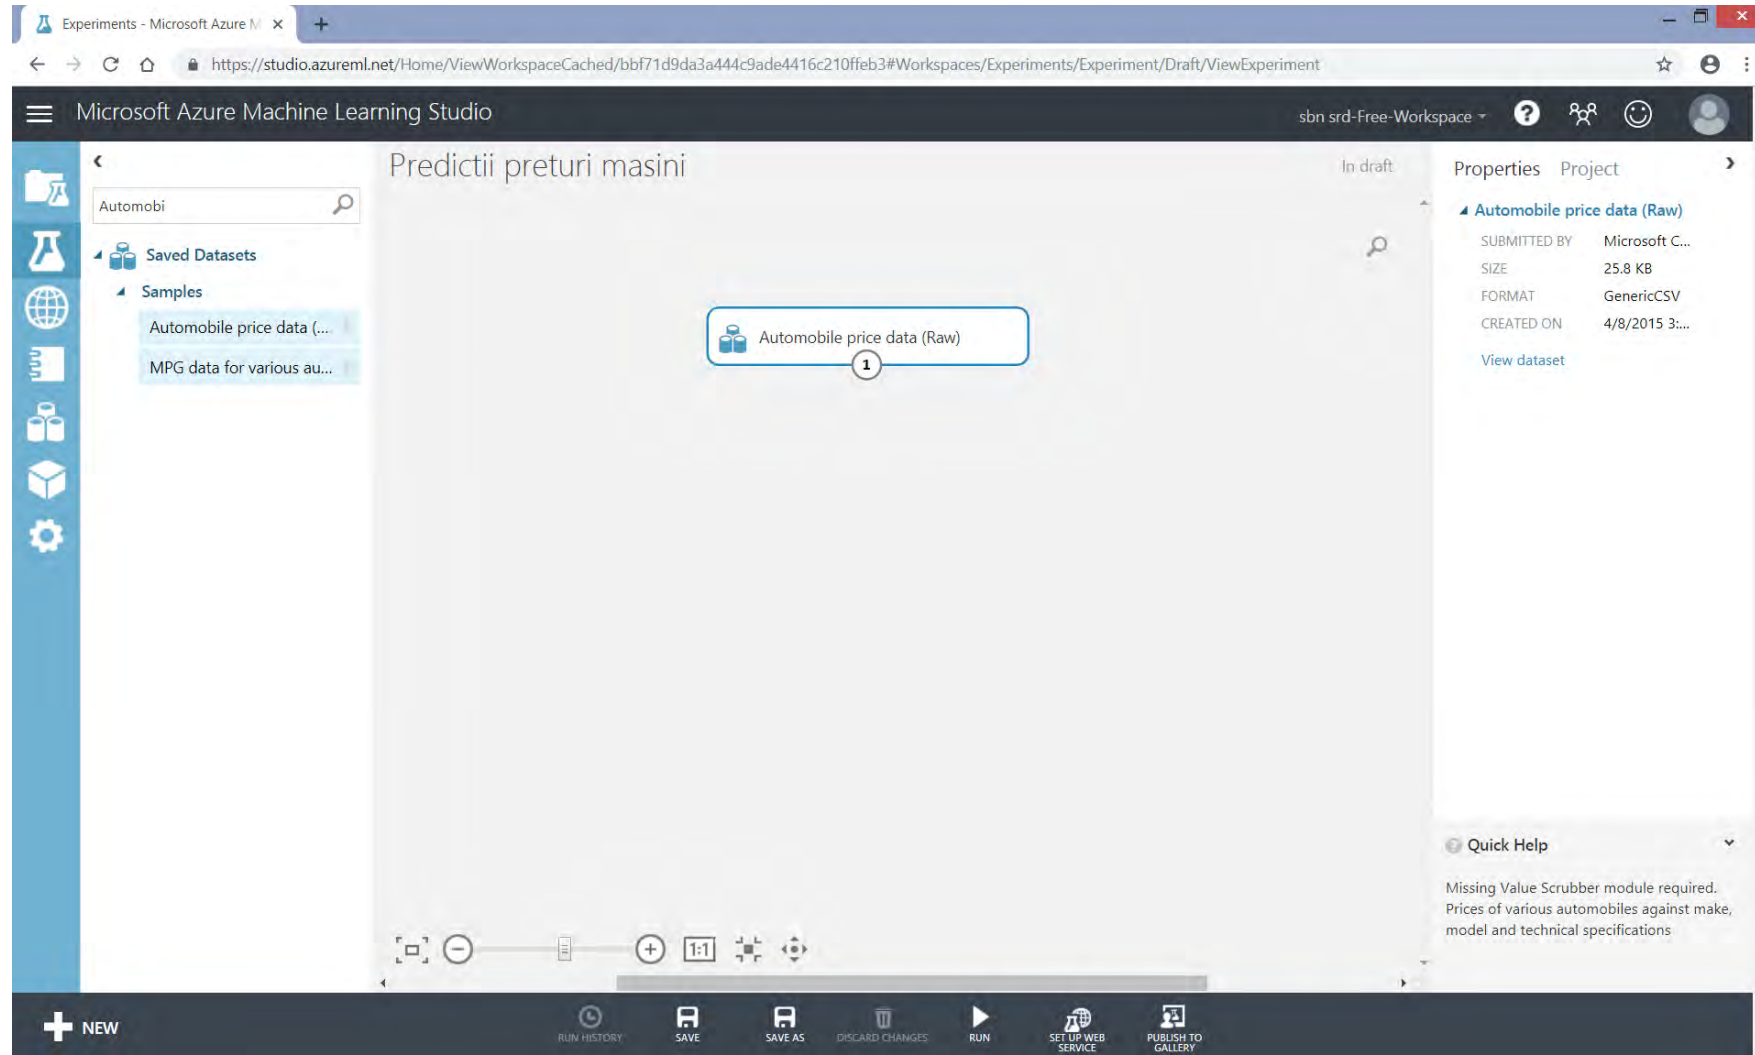 Experiments - Microsoft Azure M
https://studio.azureml.net/Home/ViewWorkspaceCached/bbf71d9da3a444c9ade4416c210ffeb3#Workspaces/Experiments/Experiment/Draft/ViewExperiment
Microsoft Azure Machine Learning Studio
sbn srd-Free-Workspace
Predictii preturi masini
In draft
Automobi
Saved Datasets
Samples
Automobile price data (...
MPG data for various au...
Automobile price data (Raw)
1
Properties Project
Automobile price data (Raw)
SUBMITTED BY Microsoft C...
SIZE 25.8 KB
FORMAT GenericCSV
CREATED ON 4/8/2015 3:...
View dataset
Quick Help
Missing Value Scrubber module required.
Prices of various automobiles against make,
model and technical specifications
1:1
NEW
RUN HISTORY
SAVE
SAVE AS
DISCARD CHANGES
RUN
SET UP WEB
SERVICE
PUBLISH TO
GALLERY